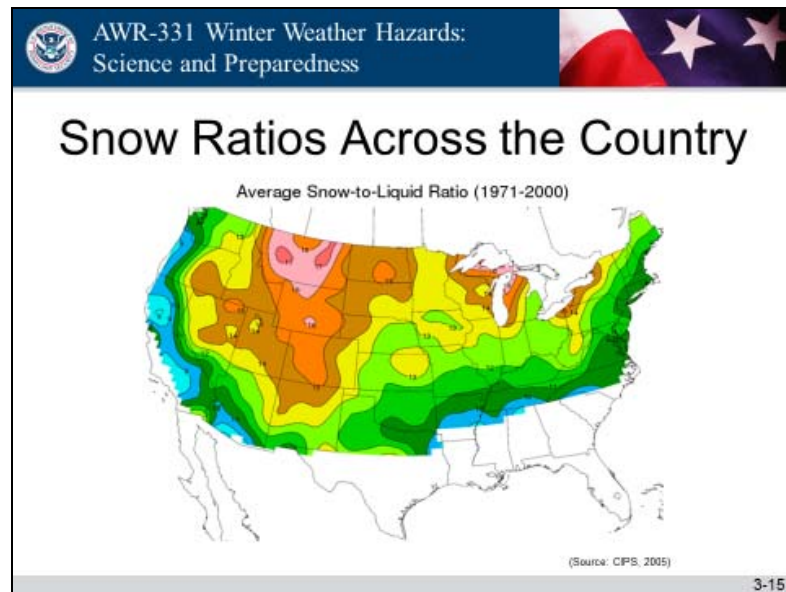 AWR-331 Winter Weather Hazards:
Science and Preparedness
Snow Ratios Across the Country
Average Snow-to-Liquid Ratio (1971-2000)
(Source: CIPS, 2005)
3-15